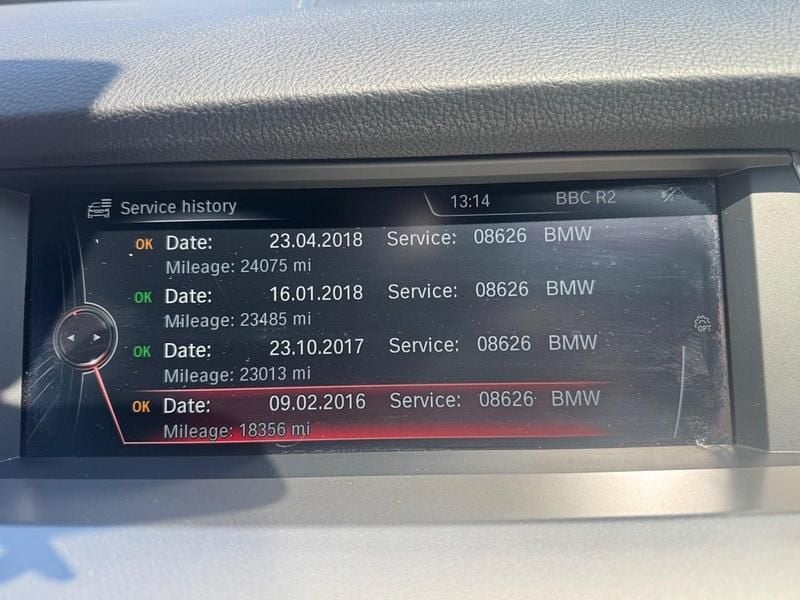 Service history 13:14 BBC R2
OK Date: 23.04.2018 Service: 08626 BMW
Mileage: 24075 mi
OK Date: 16.01.2018 Service: 08626 BMW
Mileage: 23485 mi
OK Date: 23.10.2017 Service: 08626 BMW
Mileage: 23013 mi
OK Date: 09.02.2016 Service: 08626 BMW
Mileage: 18356 mi
OPT